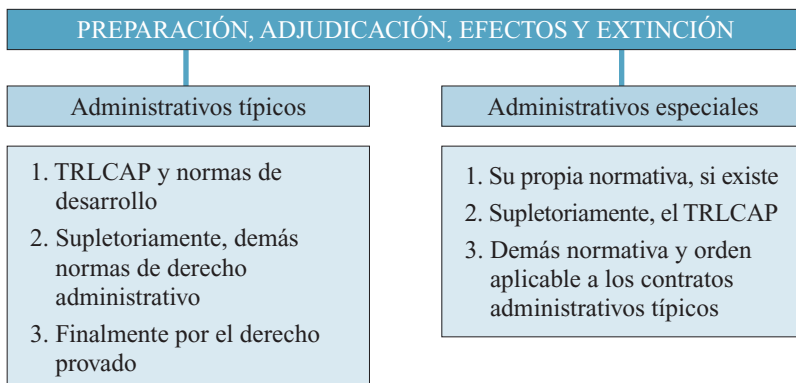 PREPARACIÓN, ADJUDICACIÓN, EFECTOS Y EXTINCIÓN
Administrativos típicos
1. TRLCAP y normas de
desarrollo
2. Supletoriamente, demás
normas de derecho
administrativo
3. Finalmente por el derecho
provado
Administrativos especiales
1. Su propia normativa, si existe
2. Supletoriamente, el TRLCAP
3. Demás normativa y orden
aplicable a los contratos
administrativos típicos